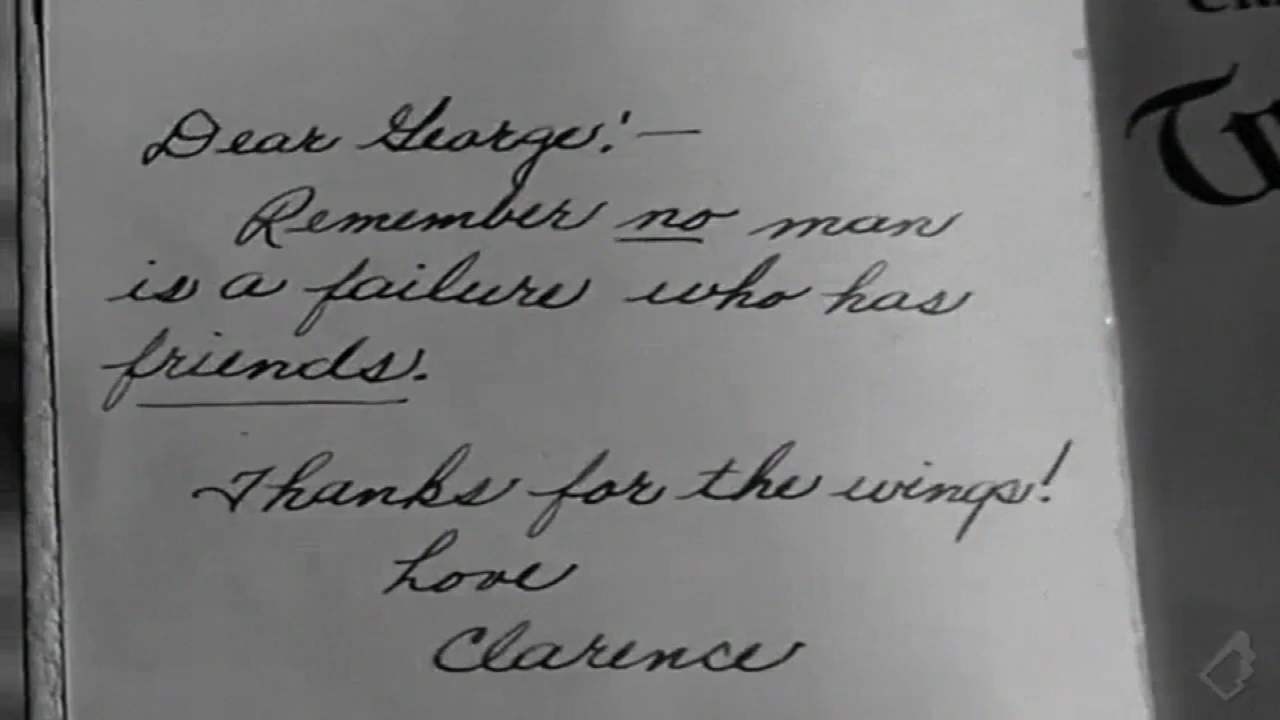 Dear George:—
Remember no man
is a failure who has
friends.
Thanks for the wings!
Love
Clarence